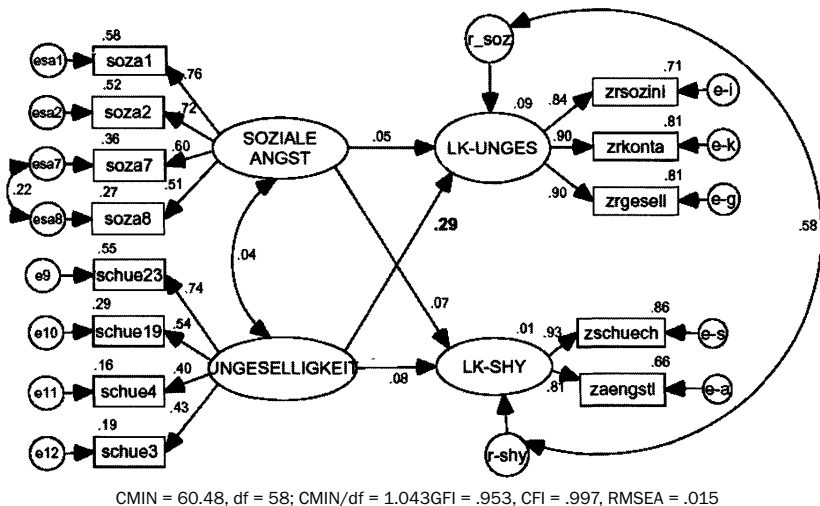 .58
esa1
soza1
.76
.52
esa2
soza2
.72
.36
esa7
soza7
.60
.22
.27
esa8
soza8
.51
SOZIALE
ANGST
.05
.04
.55
e9
schue23
.74
.29
e10
schue19
.54
.16
e11
schue4
.40
.19
e12
schue3
.43
UNGESELLIGKEIT
.29
.07
.08
r_soz
.09
LK-UNGES
.84
.71
zrsozini
e-i
.90
.81
zrkonta
e-k
.90
.81
zrgesell
e-g
.58
.01
LK-SHY
.93
.86
zschuech
e-s
.81
.66
zaengstl
e-a
r-shy
CMIN = 60.48, df = 58; CMIN/df = 1.043GFI = .953, CFI = .997, RMSEA = .015